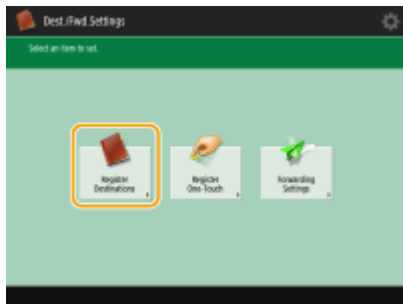 Dest./Fwd. Settings
Select an item to set.
Register
Destinations
Register
One-Touch
Forwarding
Settings